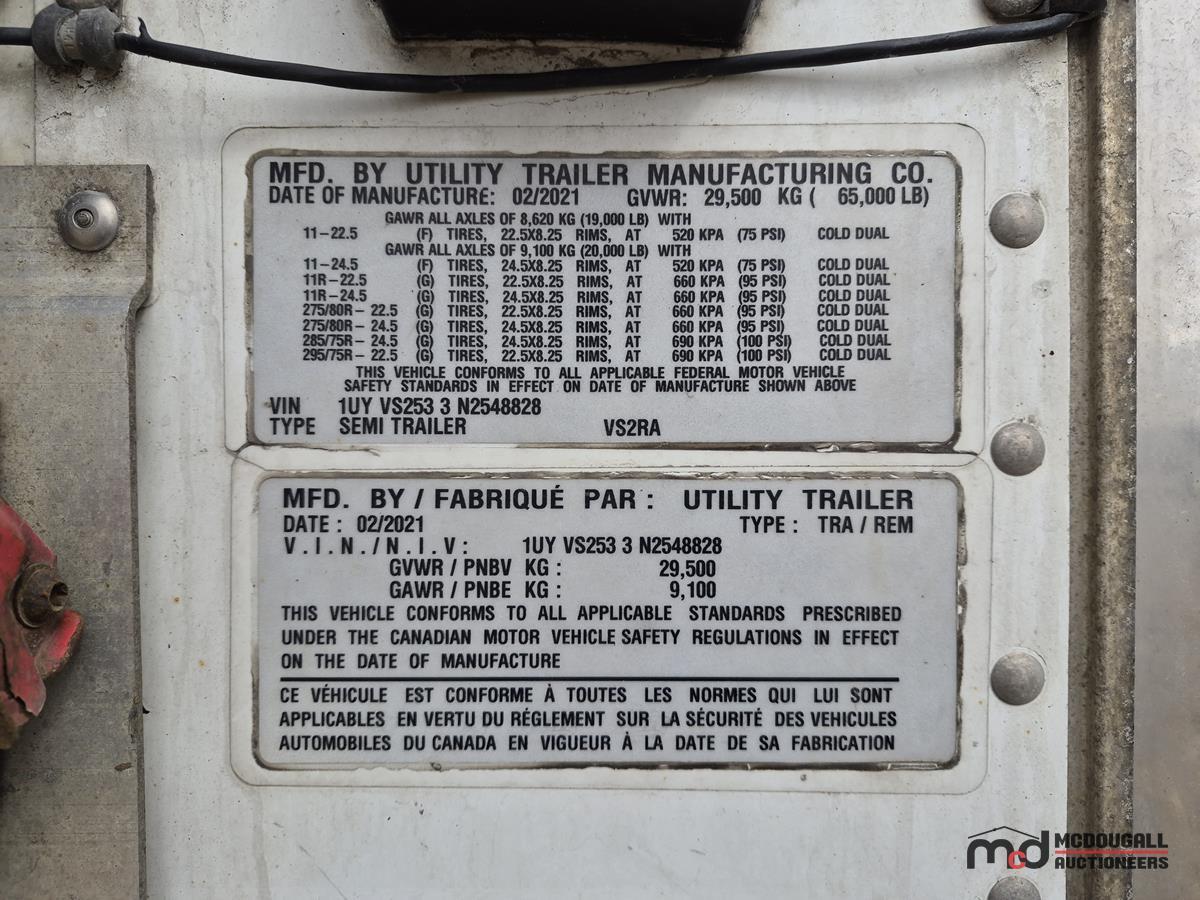 MFD. BY UTILITY TRAILER MANUFACTURING CO.
DATE OF MANUFACTURE: 02/2021 GVWR: 29,500 KG ( 65,000 LB)
GAWR ALL AXLES OF 8,620 KG (19,000 LB) WITH
11-22.5 (F) TIRES, 22.5X8.25 RIMS, AT 520 KPA (75 PSI) COLD DUAL
GAWR ALL AXLES OF 9,100 KG (20,000 LB) WITH
11-24.5 (F) TIRES, 24.5X8.25 RIMS, AT 520 KPA (75 PSI) COLD DUAL
11R-22.5 (G) TIRES, 22.5X8.25 RIMS, AT 660 KPA (95 PSI) COLD DUAL
11R-24.5 (G) TIRES, 24.5X8.25 RIMS, AT 660 KPA (95 PSI) COLD DUAL
275/80R- 22.5 (G) TIRES, 22.5X8.25 RIMS, AT 660 KPA (95 PSI) COLD DUAL
275/80R- 24.5 (G) TIRES, 24.5X8.25 RIMS, AT 660 KPA (95 PSI) COLD DUAL
285/75R- 24.5 (G) TIRES, 24.5X8.25 RIMS, AT 690 KPA (100 PSI) COLD DUAL
295/75R- 22.5 (G) TIRES, 22.5X8.25 RIMS, AT 690 KPA (100 PSI) COLD DUAL
THIS VEHICLE CONFORMS TO ALL APPLICABLE FEDERAL MOTOR VEHICLE
SAFETY STANDARDS IN EFFECT ON DATE OF MANUFACTURE SHOWN ABOVE
VIN 1UY VS253 3 N2548828
TYPE SEMI TRAILER VS2RA
MFD. BY / FABRIQUÉ PAR : UTILITY TRAILER
DATE : 02/2021 TYPE : TRA / REM
V.I.N./N.I.V: 1UY VS253 3 N2548828
GVWR / PNBV KG : 29,500
GAWR / PNBE KG : 9,100
THIS VEHICLE CONFORMS TO ALL APPLICABLE STANDARDS PRESCRIBED
UNDER THE CANADIAN MOTOR VEHICLE SAFETY REGULATIONS IN EFFECT
ON THE DATE OF MANUFACTURE
CE VÉHICULE EST CONFORME À TOUTES LES NORMES QUI LUI SONT
APPLICABLES EN VERTU DU RÉGLEMENT SUR LA SÉCURITÉ DES VEHICULES
AUTOMOBILES DU CANADA EN VIGUEUR À LA DATE DE SA FABRICATION
mcd MCDOUGALL
AUCTIONEERS